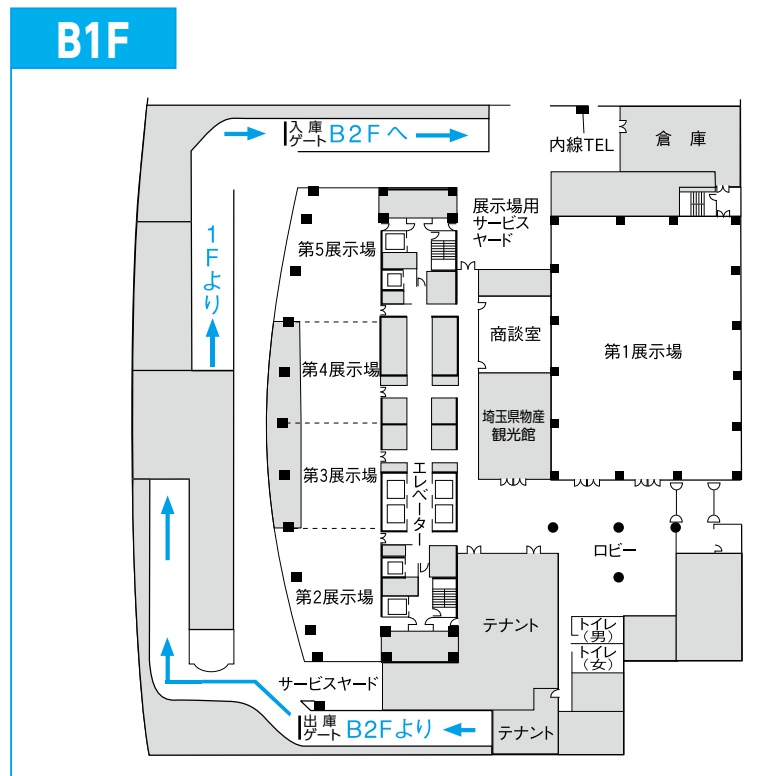 B1F
入庫
ゲート
B2Fへ
内線TEL
倉庫
展示場用
サービス
ヤード
1Fより
第5展示場
商談室
第1展示場
第4展示場
埼玉県物産
観光館
第3展示場
エレベーター
ロビー
第2展示場
テナント
トイレ
(男)
トイレ
(女)
サービスヤード
出庫
ゲート
B2Fより
テナント